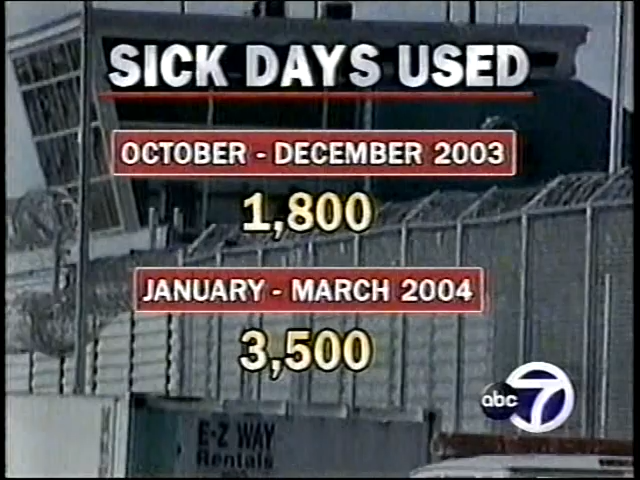 SICK DAYS USED
OCTOBER - DECEMBER 2003
1,800
JANUARY - MARCH 2004
3,500
abc 7
E-Z WAY
Rentals